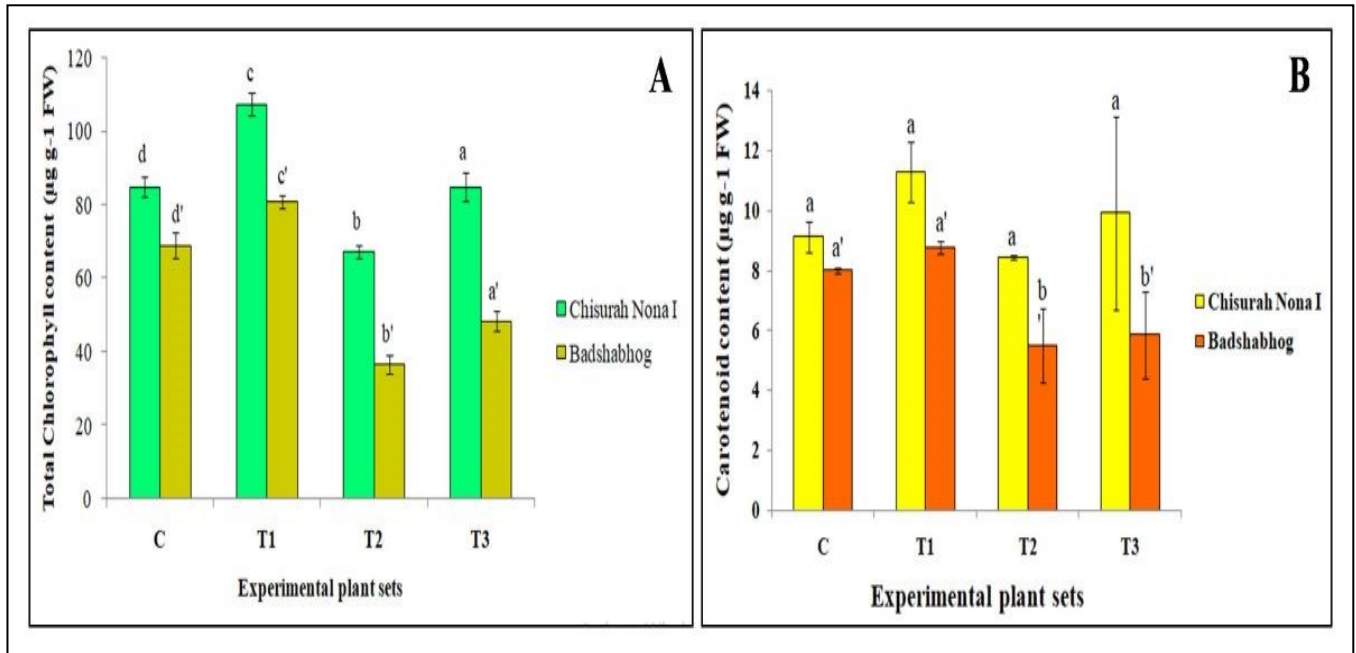 A
Total Chlorophyll content (µg g-1 FW)
120
100
80
60
40
20
0
d
d'
c
c'
b
b'
a
a'
C T1 T2 T3
Experimental plant sets
Chisurah Nona I
Badshabhog
B
Carotenoid content (µg g-1 FW)
14
12
10
8
6
4
2
0
a
a'
a
a'
a
b
'
a
b'
C T1 T2 T3
Experimental plant sets
Chisurah Nona I
Badshabhog